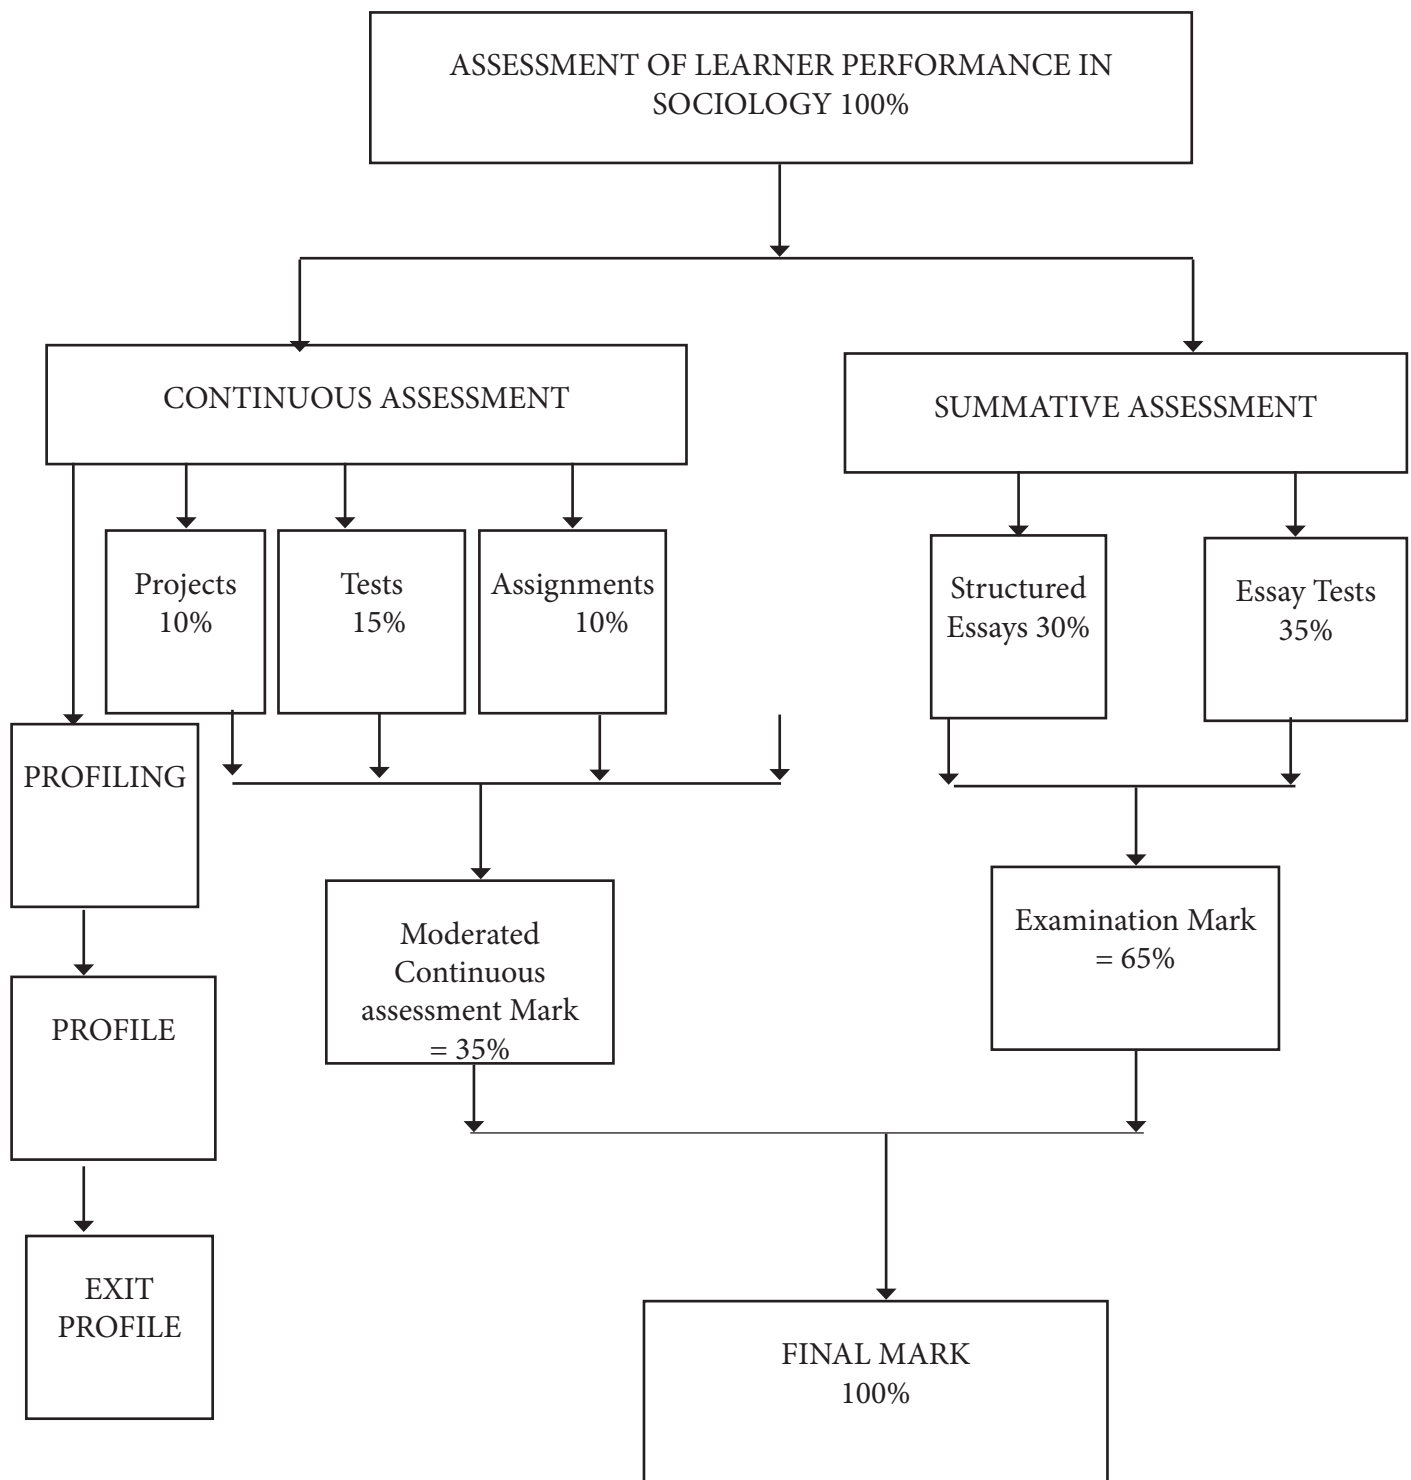 ASSESSMENT OF LEARNER PERFORMANCE IN
SOCIOLOGY 100%
CONTINUOUS ASSESSMENT
SUMMATIVE ASSESSMENT
Projects
10%
Tests
15%
Assignments
10%
Structured
Essays 30%
Essay Tests
35%
PROFILING
Moderated
Continuous
assessment Mark
= 35%
Examination Mark
= 65%
PROFILE
EXIT
PROFILE
FINAL MARK
100%